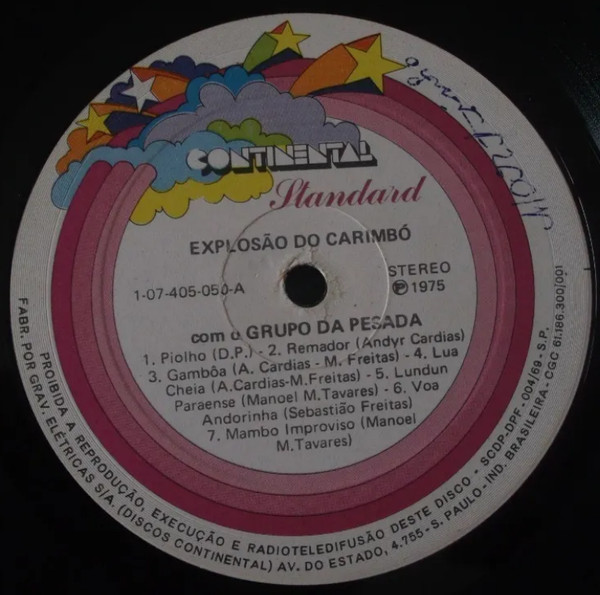 CONTINENTAL
Standard
EXPLOSÃO DO CARIMBÓ
1-07-405-050-A
STEREO
Ⓟ 1975
com o GRUPO DA PESADA
1. Piolho (D.P.) - 2. Remador (Andyr Cardias)
3. Gambôa (A. Cardias - M. Freitas) - 4. Lua
Cheia (A.Cardias-M.Freitas) - 5. Lundun
Paraense (Manoel M.Tavares) - 6. Voa
Andorinha (Sebastião Freitas)
7. Mambo Improviso (Manoel
M.Tavares)
PROIBIDA A REPRODUÇÃO, EXECUÇÃO E RADIOTELEDIFUSÃO DESTE DISCO - SCDP-DPF - 004/69 - S.P.
FABR. POR GRAV. ELÉTRICAS S/A. (DISCOS CONTINENTAL) AV. DO ESTADO, 4.755 - S. PAULO - IND. BRASILEIRA - CGC 61.186.300/001